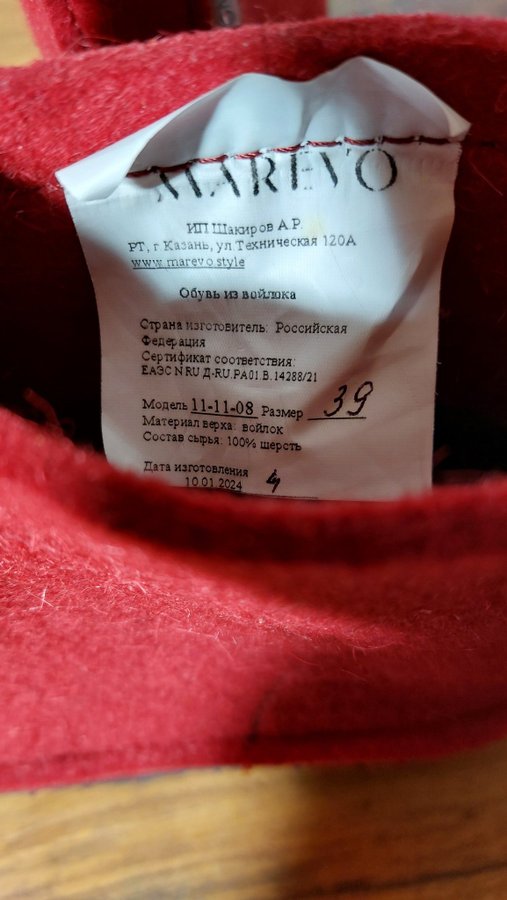 MAREVO
ИП Шакиров А.Р.
РТ, г Казань, ул.Техническая 120А
www.marevo.style
Обувь из войлока
Страна изготовитель: Российская
Федерация
Сертификат соответствия:
ЕАЭС N RU Д-RU.РА01.В.14288/21
Модель 11-11-08 Размер 39
Материал верха: войлок
Состав сырья: 100% шерсть
Дата изготовления
10.01.2024